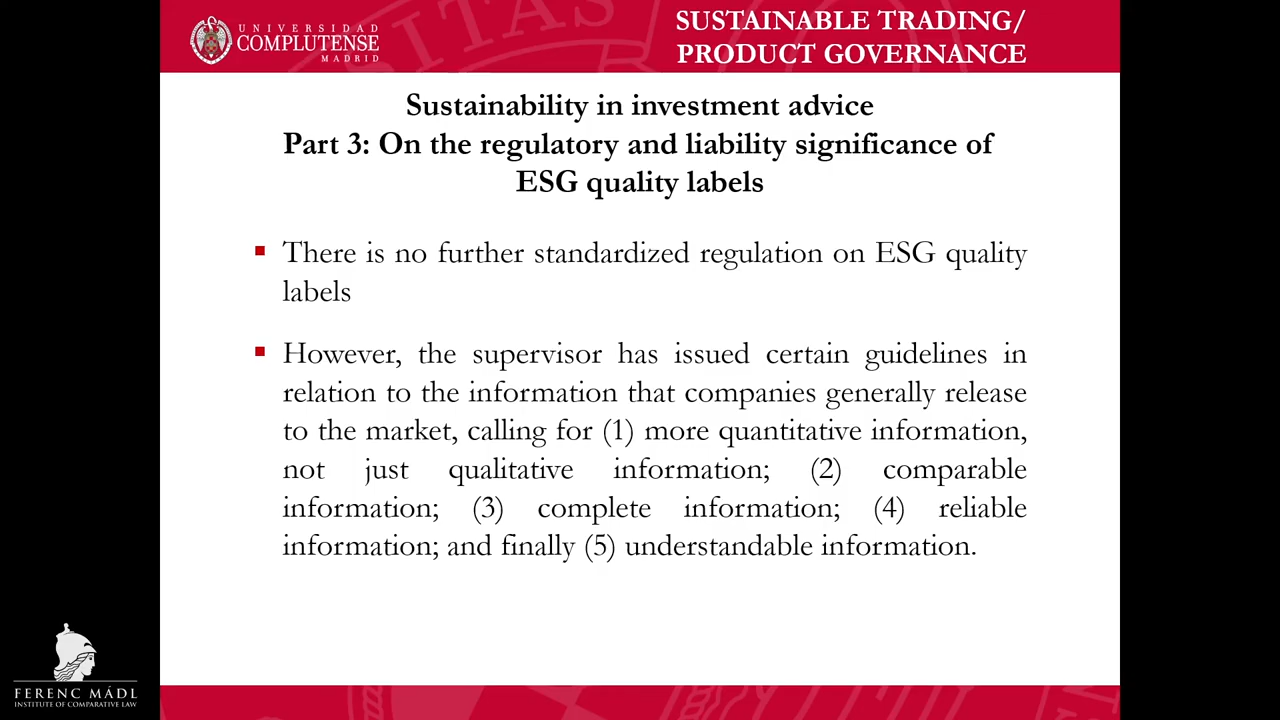 UNIVERSIDAD
COMPLUTENSE
MADRID
SUSTAINABLE TRADING/
PRODUCT GOVERNANCE
Sustainability in investment advice
Part 3: On the regulatory and liability significance of
ESG quality labels
There is no further standardized regulation on ESG quality
labels
However, the supervisor has issued certain guidelines in
relation to the information that companies generally release
to the market, calling for (1) more quantitative information,
not just qualitative information; (2) comparable
information; (3) complete information; (4) reliable
information; and finally (5) understandable information.
FERENC MÁDL
INSTITUTE OF COMPARATIVE LAW